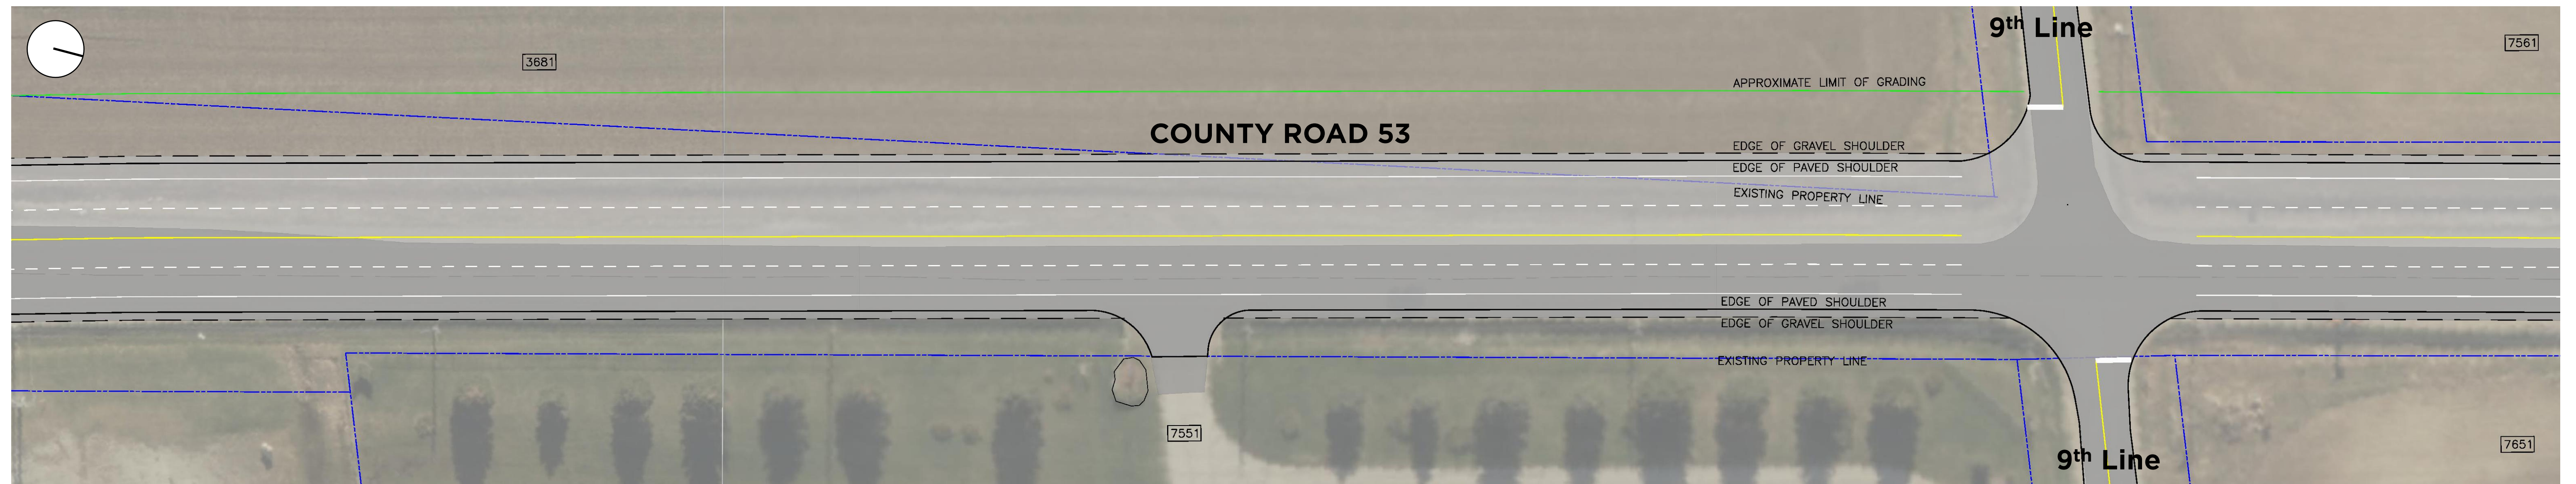 9th Line
7561
3681
APPROXIMATE LIMIT OF GRADING
COUNTY ROAD 53
EDGE OF GRAVEL SHOULDER
EDGE OF PAVED SHOULDER
EXISTING PROPERTY LINE
EDGE OF PAVED SHOULDER
EDGE OF GRAVEL SHOULDER
EXISTING PROPERTY LINE
7551
7651
9th Line